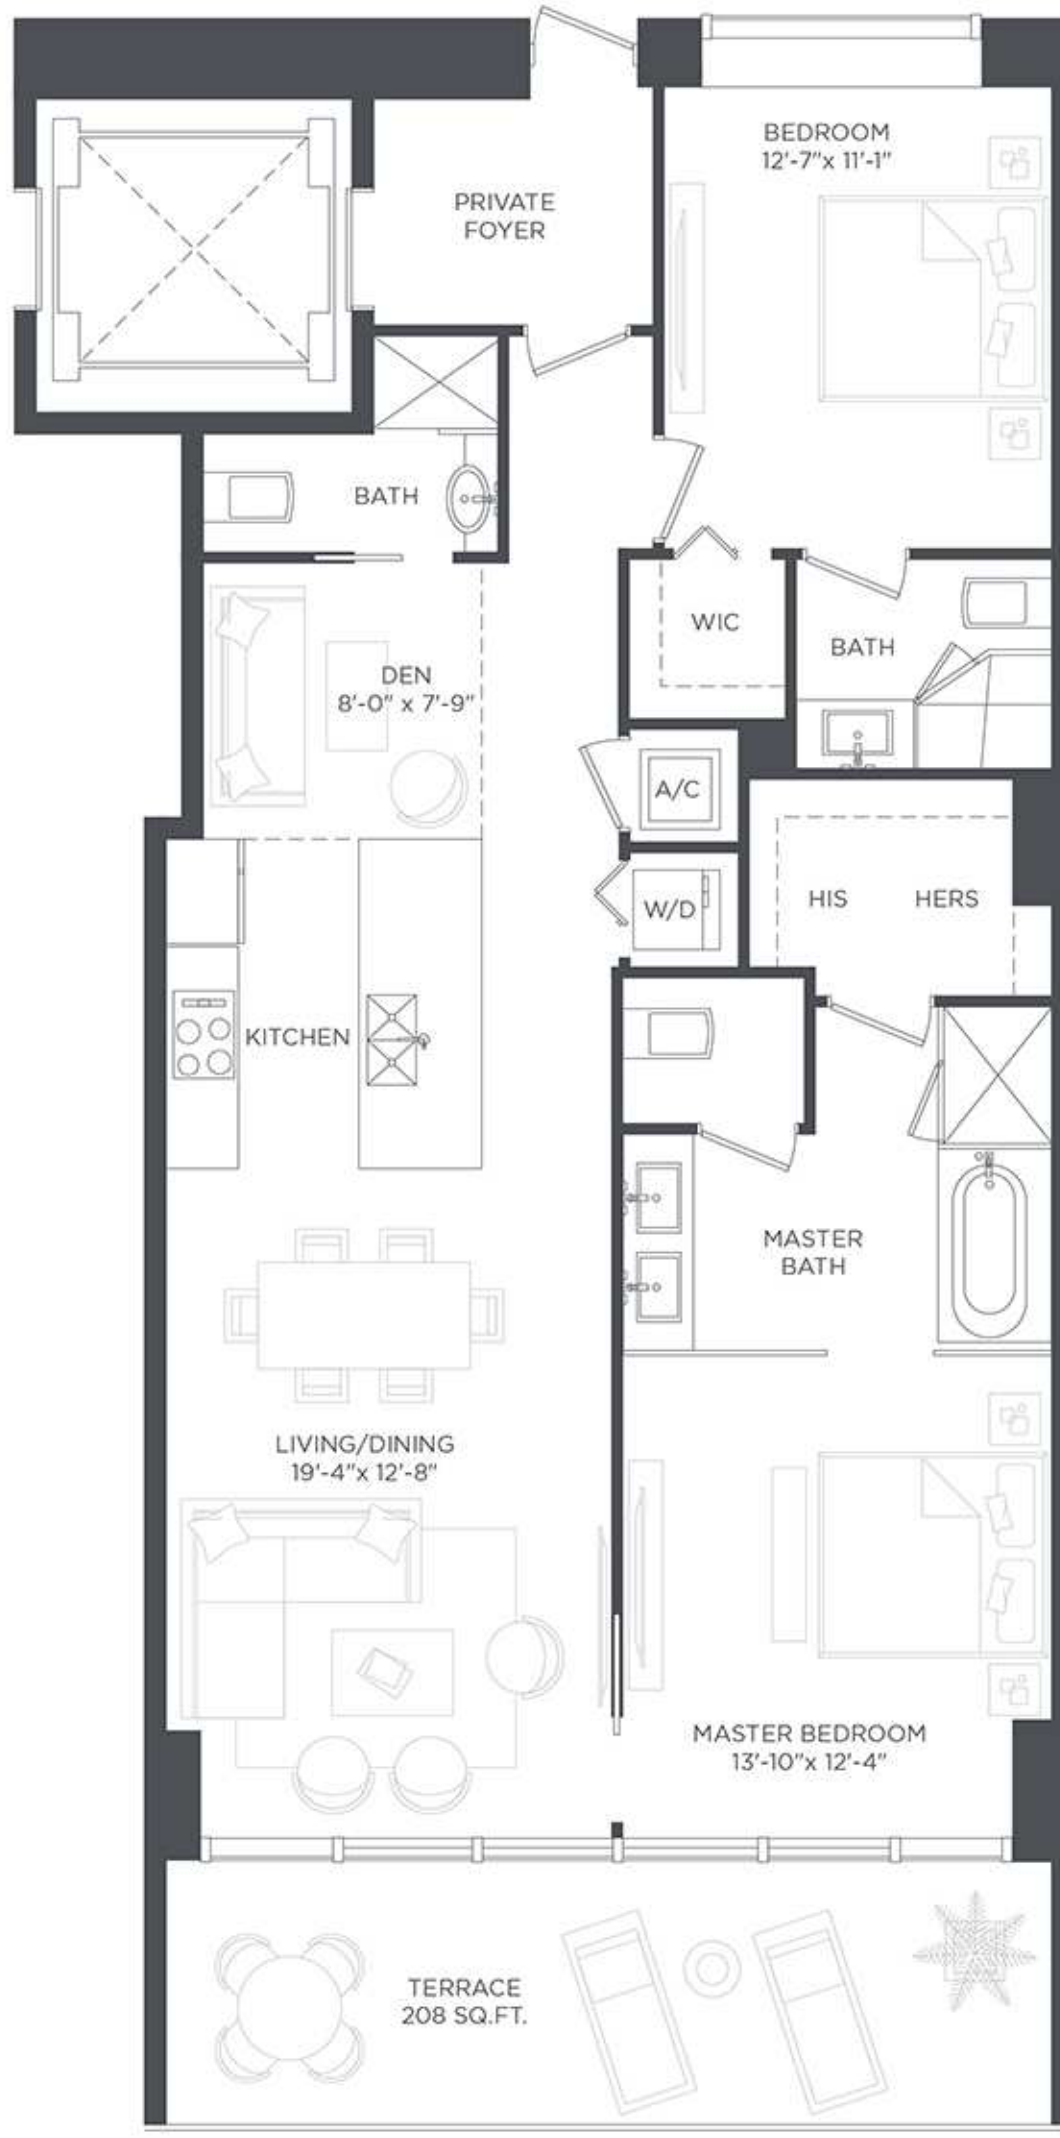 BEDROOM
12'-7"x 11'-1"
PRIVATE
FOYER
BATH
WIC
BATH
DEN
8'-0" x 7'-9"
A/C
HIS HERS
W/D
KITCHEN
MASTER
BATH
LIVING/DINING
19'-4"x 12'-8"
MASTER BEDROOM
13'-10"x 12'-4"
TERRACE
208 SQ.FT.